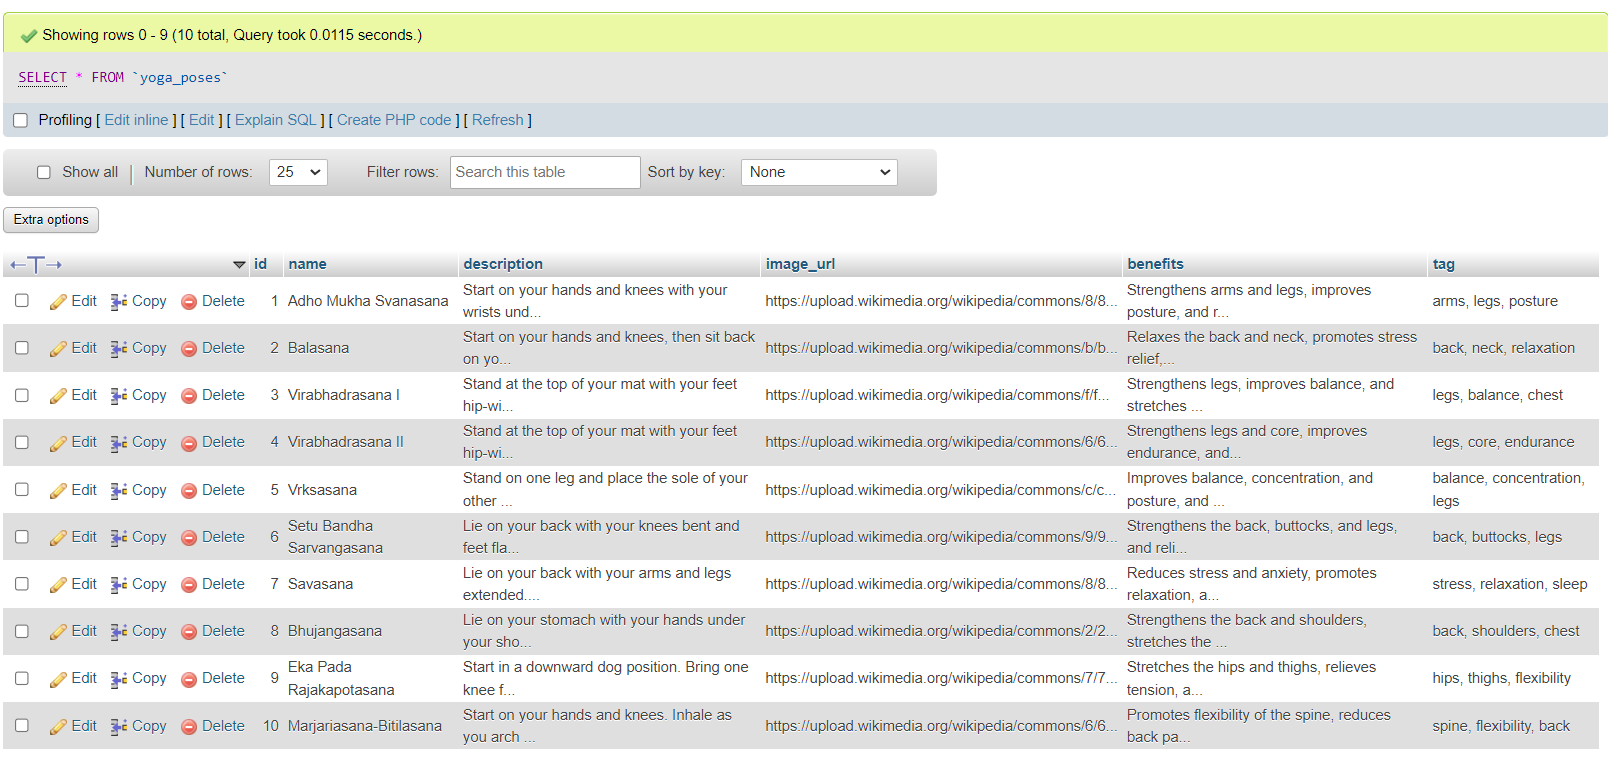 Showing rows 0 - 9 (10 total, Query took 0.0115 seconds.)
SELECT * FROM `yoga_poses`
Profiling [ Edit inline ] [ Edit ] [ Explain SQL ] [ Create PHP code ] [ Refresh ]
Show all Number of rows: 25 Filter rows: Search this table Sort by key: None
Extra options
id name description image_url benefits tag
Edit Copy Delete 1 Adho Mukha Svanasana Start on your hands and knees with your wrists und... https://upload.wikimedia.org/wikipedia/commons/8/8... Strengthens arms and legs, improves posture, and r... arms, legs, posture
Edit Copy Delete 2 Balasana Start on your hands and knees, then sit back on yo... https://upload.wikimedia.org/wikipedia/commons/b/b... Relaxes the back and neck, promotes stress relief,... back, neck, relaxation
Edit Copy Delete 3 Virabhadrasana I Stand at the top of your mat with your feet hip-wi... https://upload.wikimedia.org/wikipedia/commons/f/f... Strengthens legs, improves balance, and stretches ... legs, balance, chest
Edit Copy Delete 4 Virabhadrasana II Stand at the top of your mat with your feet hip-wi... https://upload.wikimedia.org/wikipedia/commons/6/6... Strengthens legs and core, improves endurance, and... legs, core, endurance
Edit Copy Delete 5 Vrksasana Stand on one leg and place the sole of your other ... https://upload.wikimedia.org/wikipedia/commons/c/c... Improves balance, concentration, and posture, and ... balance, concentration, legs
Edit Copy Delete 6 Setu Bandha Sarvangasana Lie on your back with your knees bent and feet fla... https://upload.wikimedia.org/wikipedia/commons/9/9... Strengthens the back, buttocks, and legs, and reli... back, buttocks, legs
Edit Copy Delete 7 Savasana Lie on your back with your arms and legs extended.... https://upload.wikimedia.org/wikipedia/commons/8/8... Reduces stress and anxiety, promotes relaxation, a... stress, relaxation, sleep
Edit Copy Delete 8 Bhujangasana Lie on your stomach with your hands under your sho... https://upload.wikimedia.org/wikipedia/commons/2/2... Strengthens the back and shoulders, stretches the ... back, shoulders, chest
Edit Copy Delete 9 Eka Pada Rajakapotasana Start in a downward dog position. Bring one knee f... https://upload.wikimedia.org/wikipedia/commons/7/7... Stretches the hips and thighs, relieves tension, a... hips, thighs, flexibility
Edit Copy Delete 10 Marjariasana-Bitilasana Start on your hands and knees. Inhale as you arch ... https://upload.wikimedia.org/wikipedia/commons/6/6... Promotes flexibility of the spine, reduces back pa... spine, flexibility, back